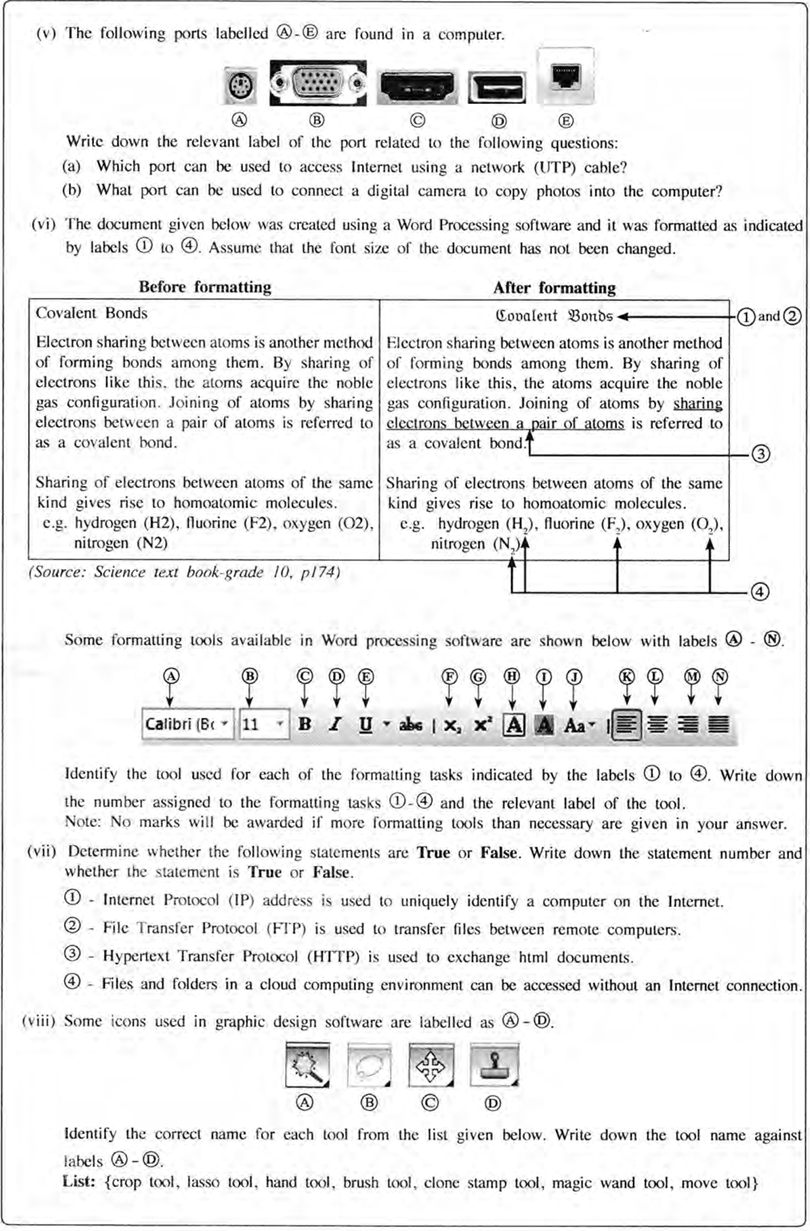 (v) The following ports labelled Ⓐ-Ⓔ are found in a computer.
Ⓐ Ⓑ Ⓒ Ⓓ Ⓔ
Write down the relevant label of the port related to the following questions:
(a) Which port can be used to access Internet using a network (UTP) cable?
(b) What port can be used to connect a digital camera to copy photos into the computer?
(vi) The document given below was created using a Word Processing software and it was formatted as indicated
by labels ① to ④. Assume that the font size of the document has not been changed.
Before formatting
Covalent Bonds
Electron sharing between atoms is another method
of forming bonds among them. By sharing of
electrons like this, the atoms acquire the noble
gas configuration. Joining of atoms by sharing
electrons between a pair of atoms is referred to
as a covalent bond.
Sharing of electrons between atoms of the same
kind gives rise to homoatomic molecules.
e.g. hydrogen (H2), fluorine (F2), oxygen (O2),
nitrogen (N2)
After formatting
Covalent Bonds
① and ②
Electron sharing between atoms is another method
of forming bonds among them. By sharing of
electrons like this, the atoms acquire the noble
gas configuration. Joining of atoms by sharing
electrons between a pair of atoms is referred to
as a covalent bond.
③
Sharing of electrons between atoms of the same
kind gives rise to homoatomic molecules.
e.g. hydrogen (H₂), fluorine (F₂), oxygen (O₂),
nitrogen (N₂)
④
(Source: Science text book-grade 10, p174)
Some formatting tools available in Word processing software are shown below with labels Ⓐ - Ⓝ.
Ⓐ Ⓑ Ⓒ Ⓓ Ⓔ Ⓕ Ⓖ Ⓗ Ⓘ Ⓙ Ⓚ Ⓛ Ⓜ Ⓝ
Calibri (Bc 11 B I U abc X₂ X² A A Aa
Identify the tool used for each of the formatting tasks indicated by the labels ① to ④. Write down
the number assigned to the formatting tasks ①-④ and the relevant label of the tool.
Note: No marks will be awarded if more formatting tools than necessary are given in your answer.
(vii) Determine whether the following statements are True or False. Write down the statement number and
whether the statement is True or False.
① - Internet Protocol (IP) address is used to uniquely identify a computer on the Internet.
② - File Transfer Protocol (FTP) is used to transfer files between remote computers.
③ - Hypertext Transfer Protocol (HTTP) is used to exchange html documents.
④ - Files and folders in a cloud computing environment can be accessed without an Internet connection.
(viii) Some icons used in graphic design software are labelled as Ⓐ-Ⓓ.
Ⓐ Ⓑ Ⓒ Ⓓ
Identify the correct name for each tool from the list given below. Write down the tool name against
labels Ⓐ-Ⓓ.
List: {crop tool, lasso tool, hand tool, brush tool, clone stamp tool, magic wand tool, move tool}